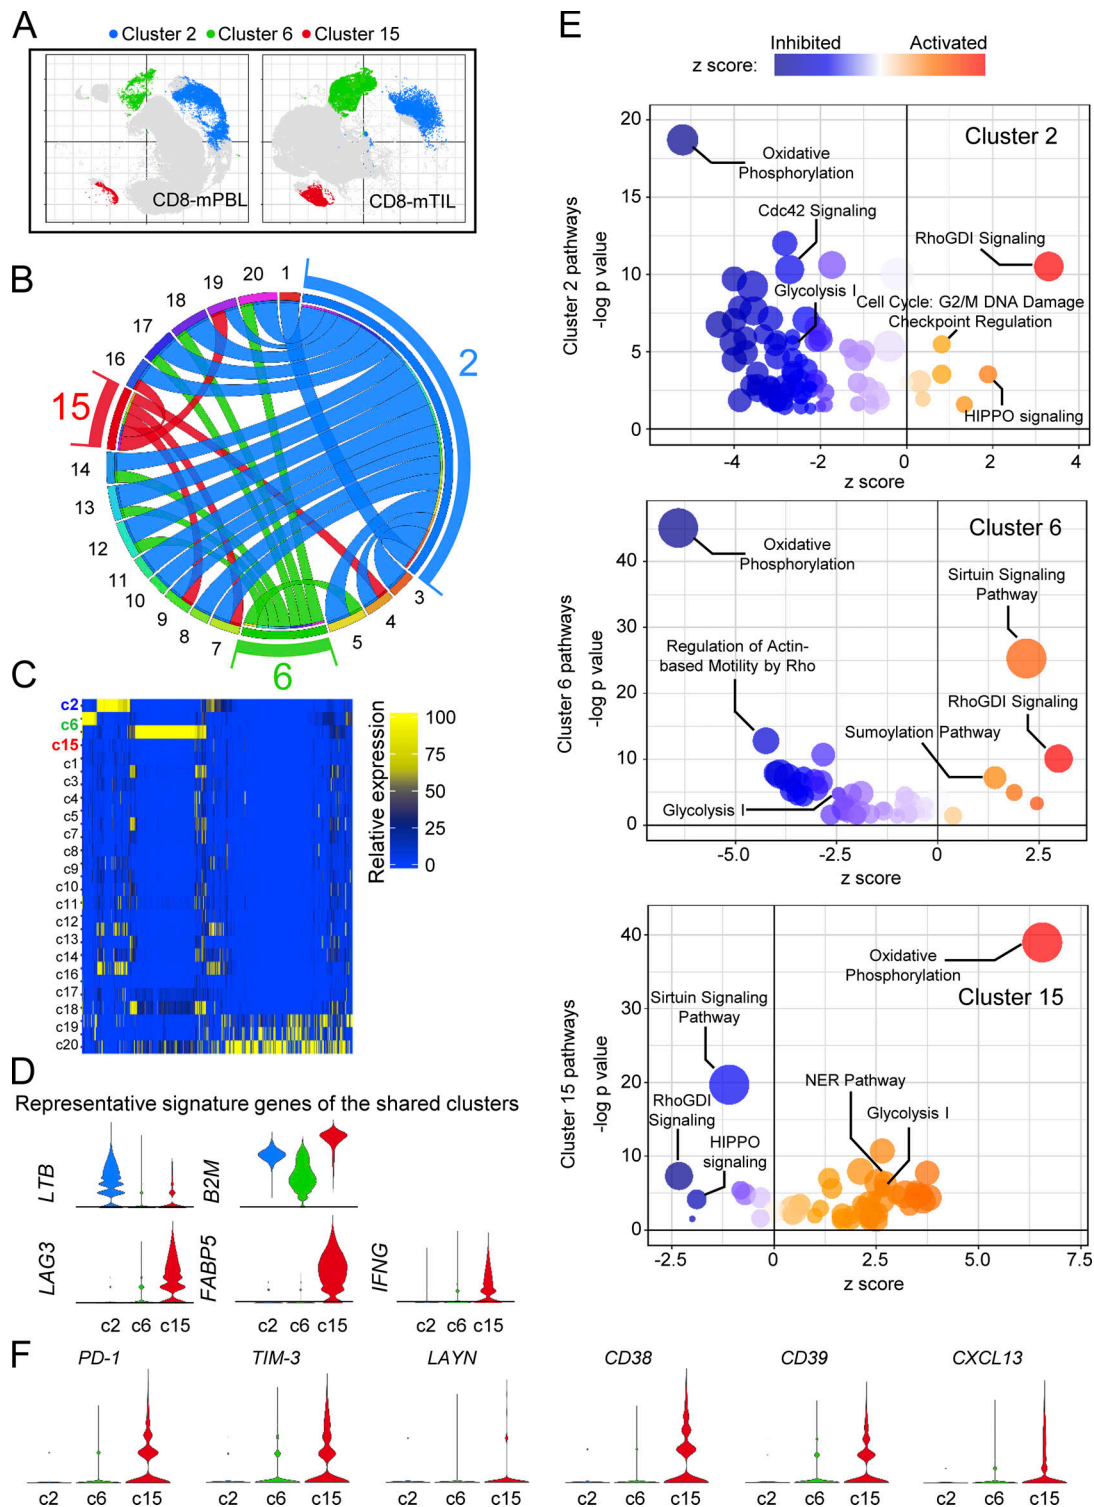 A
Cluster 2 Cluster 6 Cluster 15
CD8-mPBL
CD8-mTIL
B
1
2
3
4
5
6
7
8
9
10
11
12
13
14
15
16
17
18
19
20
C
c2
c6
c15
c1
c3
c4
c5
c7
c8
c9
c10
c11
c12
c13
c14
c16
c17
c18
c19
c20
Relative expression
100
75
50
25
0
D
Representative signature genes of the shared clusters
LTB
B2M
LAG3
FABP5
IFNG
c2 c6 c15
c2 c6 c15
c2 c6 c15
E
Inhibited Activated
z score:
Cluster 2
Cluster 2 pathways
-log p value
20
15
10
5
0
Oxidative
Phosphorylation
Cdc42 Signaling
RhoGDI Signaling
Glycolysis I
Cell Cycle: G2/M DNA Damage
Checkpoint Regulation
HIPPO signaling
-4 -2 0 2 4
z score
Cluster 6
Cluster 6 pathways
-log p value
40
30
20
10
0
Oxidative
Phosphorylation
Sirtuin Signaling
Pathway
Regulation of Actin-
based Motility by Rho
RhoGDI Signaling
Sumoylation Pathway
Glycolysis I
-5.0 -2.5 0 2.5
z score
Cluster 15
Cluster 15 pathways
-log p value
40
30
20
10
0
Oxidative
Phosphorylation
Sirtuin Signaling
Pathway
NER Pathway
RhoGDI
Signaling
Glycolysis I
HIPPO
signaling
-2.5 0 2.5 5.0 7.5
z score
F
PD-1 TIM-3 LAYN CD38 CD39 CXCL13
c2 c6 c15 c2 c6 c15 c2 c6 c15 c2 c6 c15 c2 c6 c15 c2 c6 c15